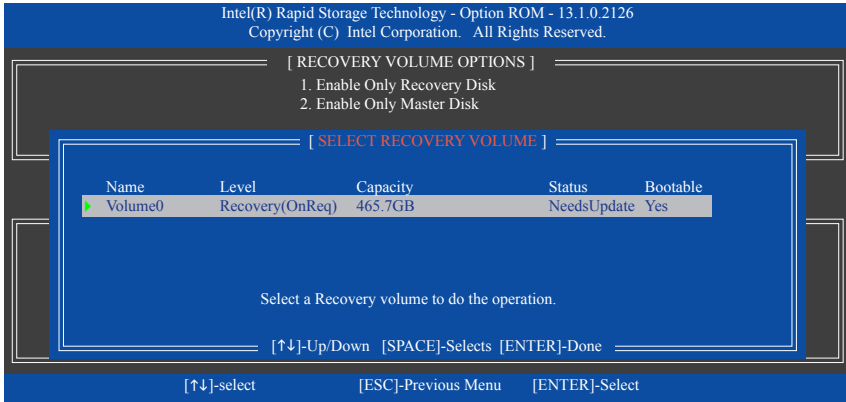 Intel(R) Rapid Storage Technology - Option ROM - 13.1.0.2126
Copyright (C) Intel Corporation. All Rights Reserved.
[ RECOVERY VOLUME OPTIONS ]
1. Enable Only Recovery Disk
2. Enable Only Master Disk
[ SELECT RECOVERY VOLUME ]
Name Level Capacity Status Bootable
Volume0 Recovery(OnReq) 465.7GB NeedsUpdate Yes
Select a Recovery volume to do the operation.
[↑↓]-Up/Down [SPACE]-Selects [ENTER]-Done
[↑↓]-select [ESC]-Previous Menu [ENTER]-Select